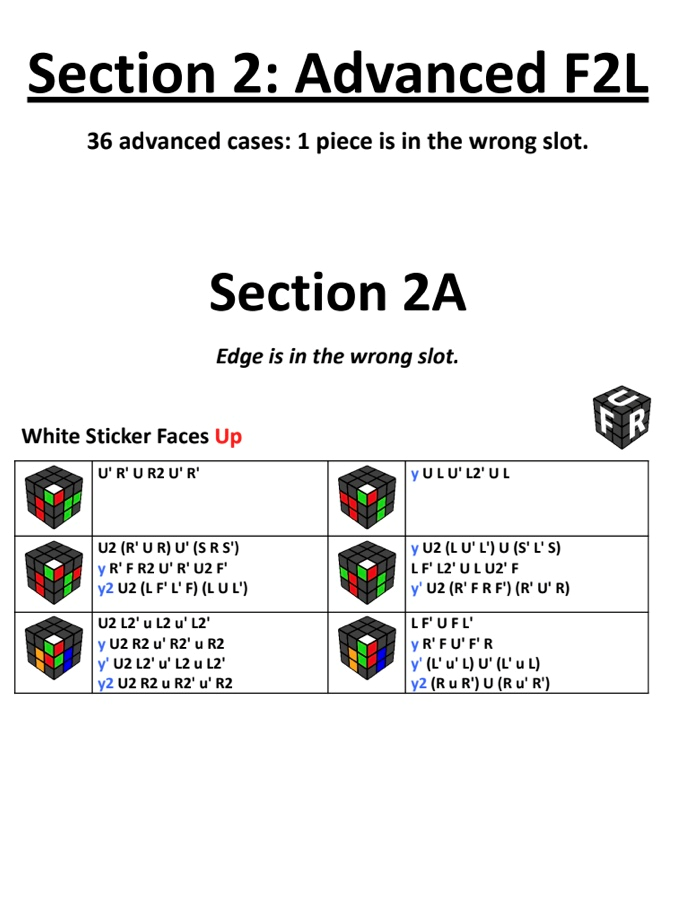 Section 2: Advanced F2L
36 advanced cases: 1 piece is in the wrong slot.
Section 2A
Edge is in the wrong slot.
U
F R
White Sticker Faces Up
U' R' U R2 U' R'
y U L U' L2' U L
U2 (R' U R) U' (S R S')
y R' F R2 U' R' U2 F'
y2 U2 (L F' L' F) (L U L')
y U2 (L U' L') U (S' L' S)
L F' L2' U L U2' F
y' U2 (R' F R F') (R' U' R)
U2 L2' u L2 u' L2'
y U2 R2 u' R2' u R2
y' U2 L2' u' L2 u L2'
y2 U2 R2 u R2' u' R2
L F' U F L'
y R' F U' F' R
y' (L' u' L) U' (L' u L)
y2 (R u R') U (R u' R')